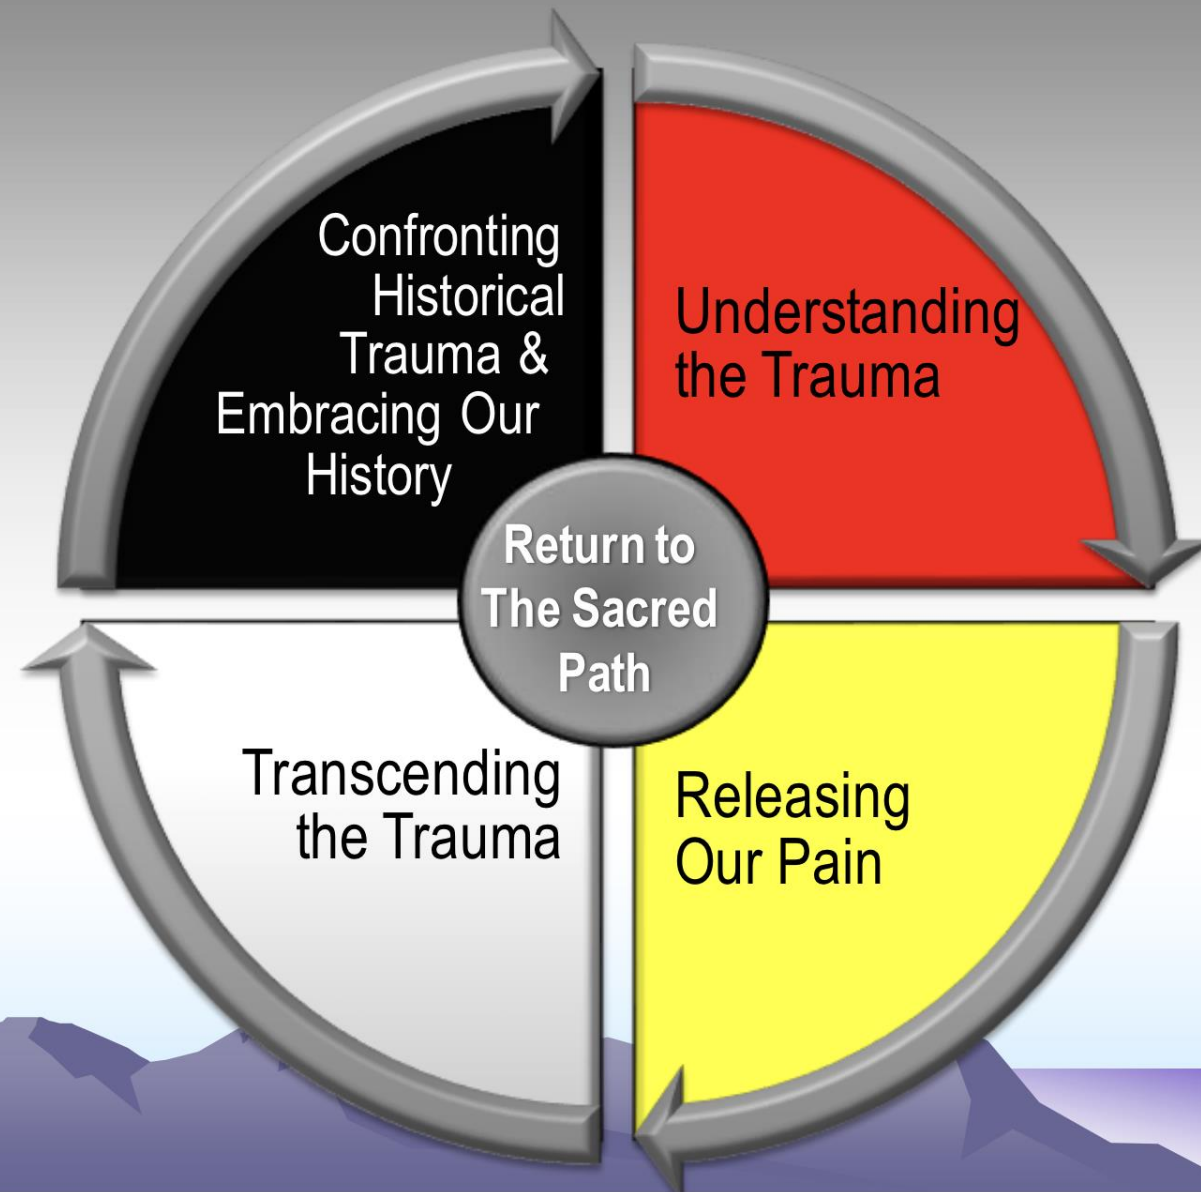 Confronting
Historical
Trauma &
Embracing Our
History
Understanding
the Trauma
Return to
The Sacred
Path
Transcending
the Trauma
Releasing
Our Pain